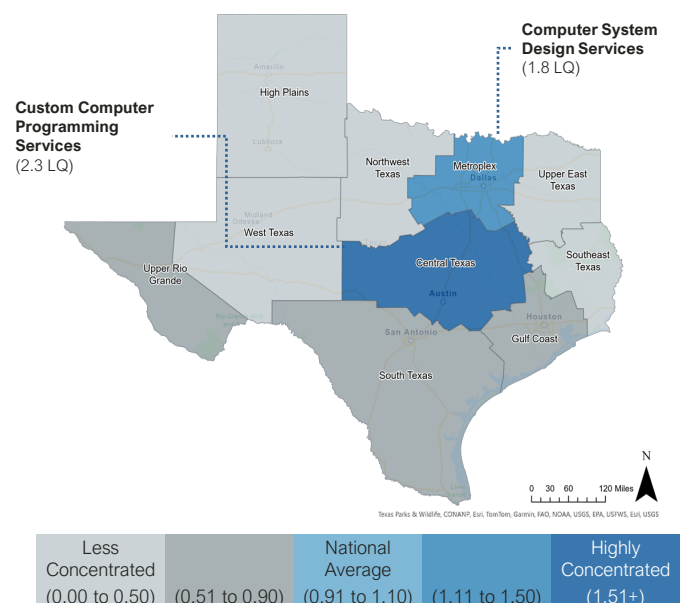 Computer System
Design Services
(1.8 LQ)
Custom Computer
Programming
Services
(2.3 LQ)
Amarillo
High Plains
Lubbock
Northwest
Texas
Metroplex
Dallas
Upper East
Texas
Midland
Odessa
West Texas
Upper Rio
Grande
Central Texas
Austin
Southeast
Texas
San Antonio
Houston
Gulf Coast
South Texas
N
0 30 60 120 Miles
Texas Parks & Wildlife, CONANP, Esri, TomTom, Garmin, FAO, NOAA, USGS, EPA, USFWS, Esri, USGS
Less
Concentrated
(0.00 to 0.50)
(0.51 to 0.90)
National
Average
(0.91 to 1.10)
(1.11 to 1.50)
Highly
Concentrated
(1.51+)